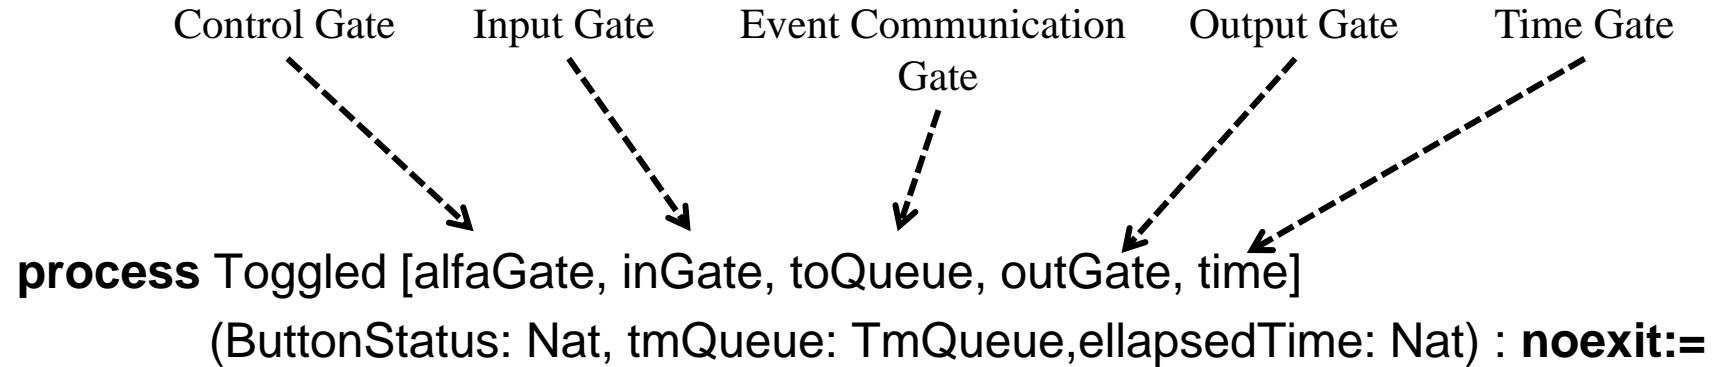 Control Gate Input Gate Event Communication Output Gate Time Gate
Gate
process Toggled [alfaGate, inGate, toQueue, outGate, time]
(ButtonStatus: Nat, tmQueue: TmQueue,ellapsedTime: Nat) : noexit:=